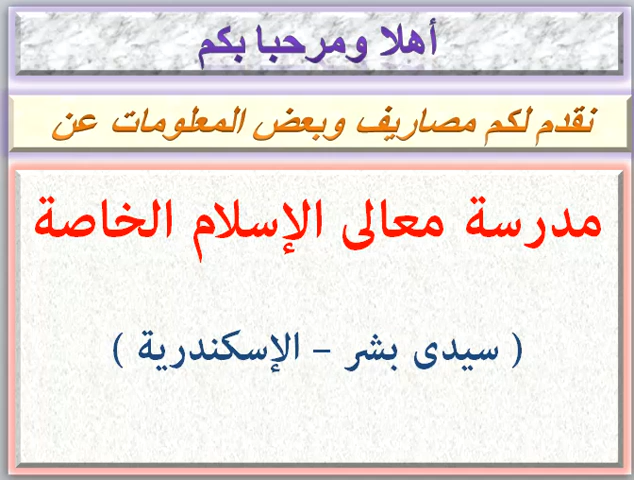 أهلا ومرحبا بكم
نقدم لكم مصاريف وبعض المعلومات عن
مدرسة معالى الإسلام الخاصة
( سيدى بشر – الإسكندرية )